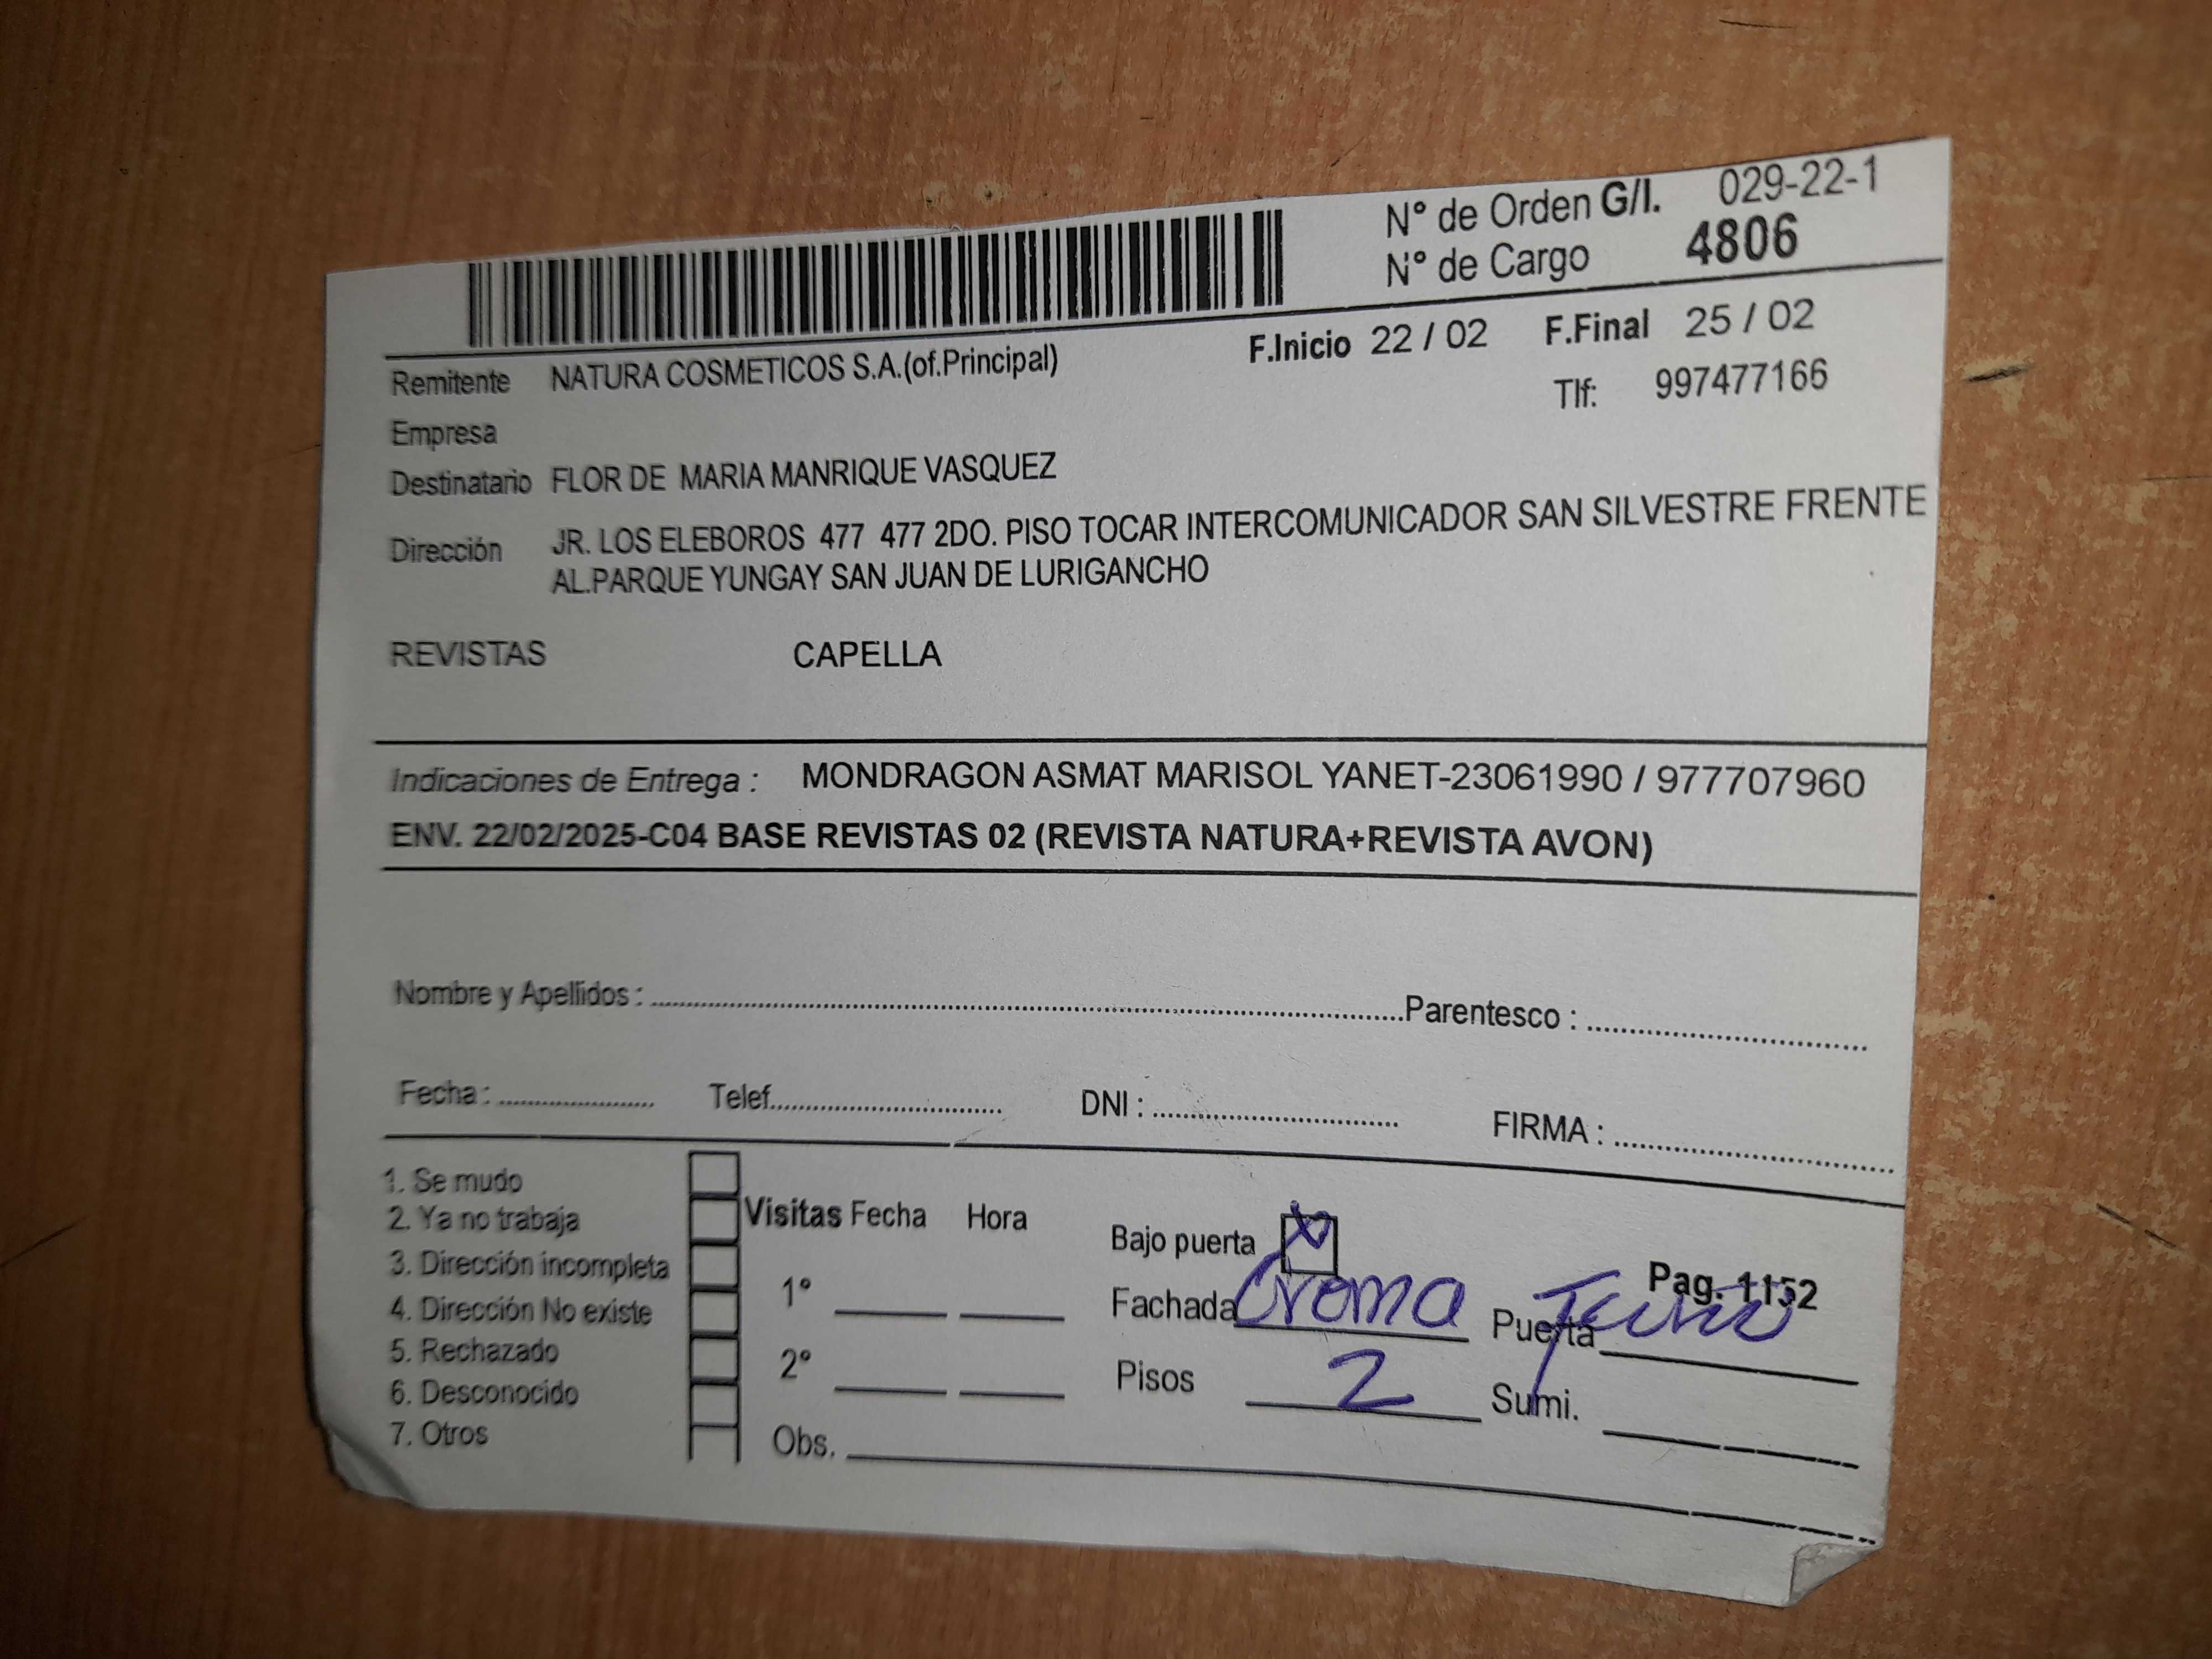 N° de Orden G/I. 029-22-1
N° de Cargo 4806
F.Inicio 22 / 02 F.Final 25 / 02
Remitente NATURA COSMETICOS S.A.(of.Principal)
Tlf: 997477166
Empresa
Destinatario FLOR DE MARIA MANRIQUE VASQUEZ
Dirección JR. LOS ELEBOROS 477 477 2DO. PISO TOCAR INTERCOMUNICADOR SAN SILVESTRE FRENTE
AL.PARQUE YUNGAY SAN JUAN DE LURIGANCHO
REVISTAS CAPELLA
Indicaciones de Entrega : MONDRAGON ASMAT MARISOL YANET-23061990 / 977707960
ENV. 22/02/2025-C04 BASE REVISTAS 02 (REVISTA NATURA+REVISTA AVON)
Nombre y Apellidos : Parentesco :
Fecha : Telef. DNI : FIRMA :
1. Se mudo
2. Ya no trabaja
3. Dirección incompleta
4. Dirección No existe
5. Rechazado
6. Desconocido
7. Otros
Visitas Fecha Hora
1°
2°
Obs.
Bajo puerta X
Pag. 1152
Fachada Crema Puerta
Pisos 2 Sumi.